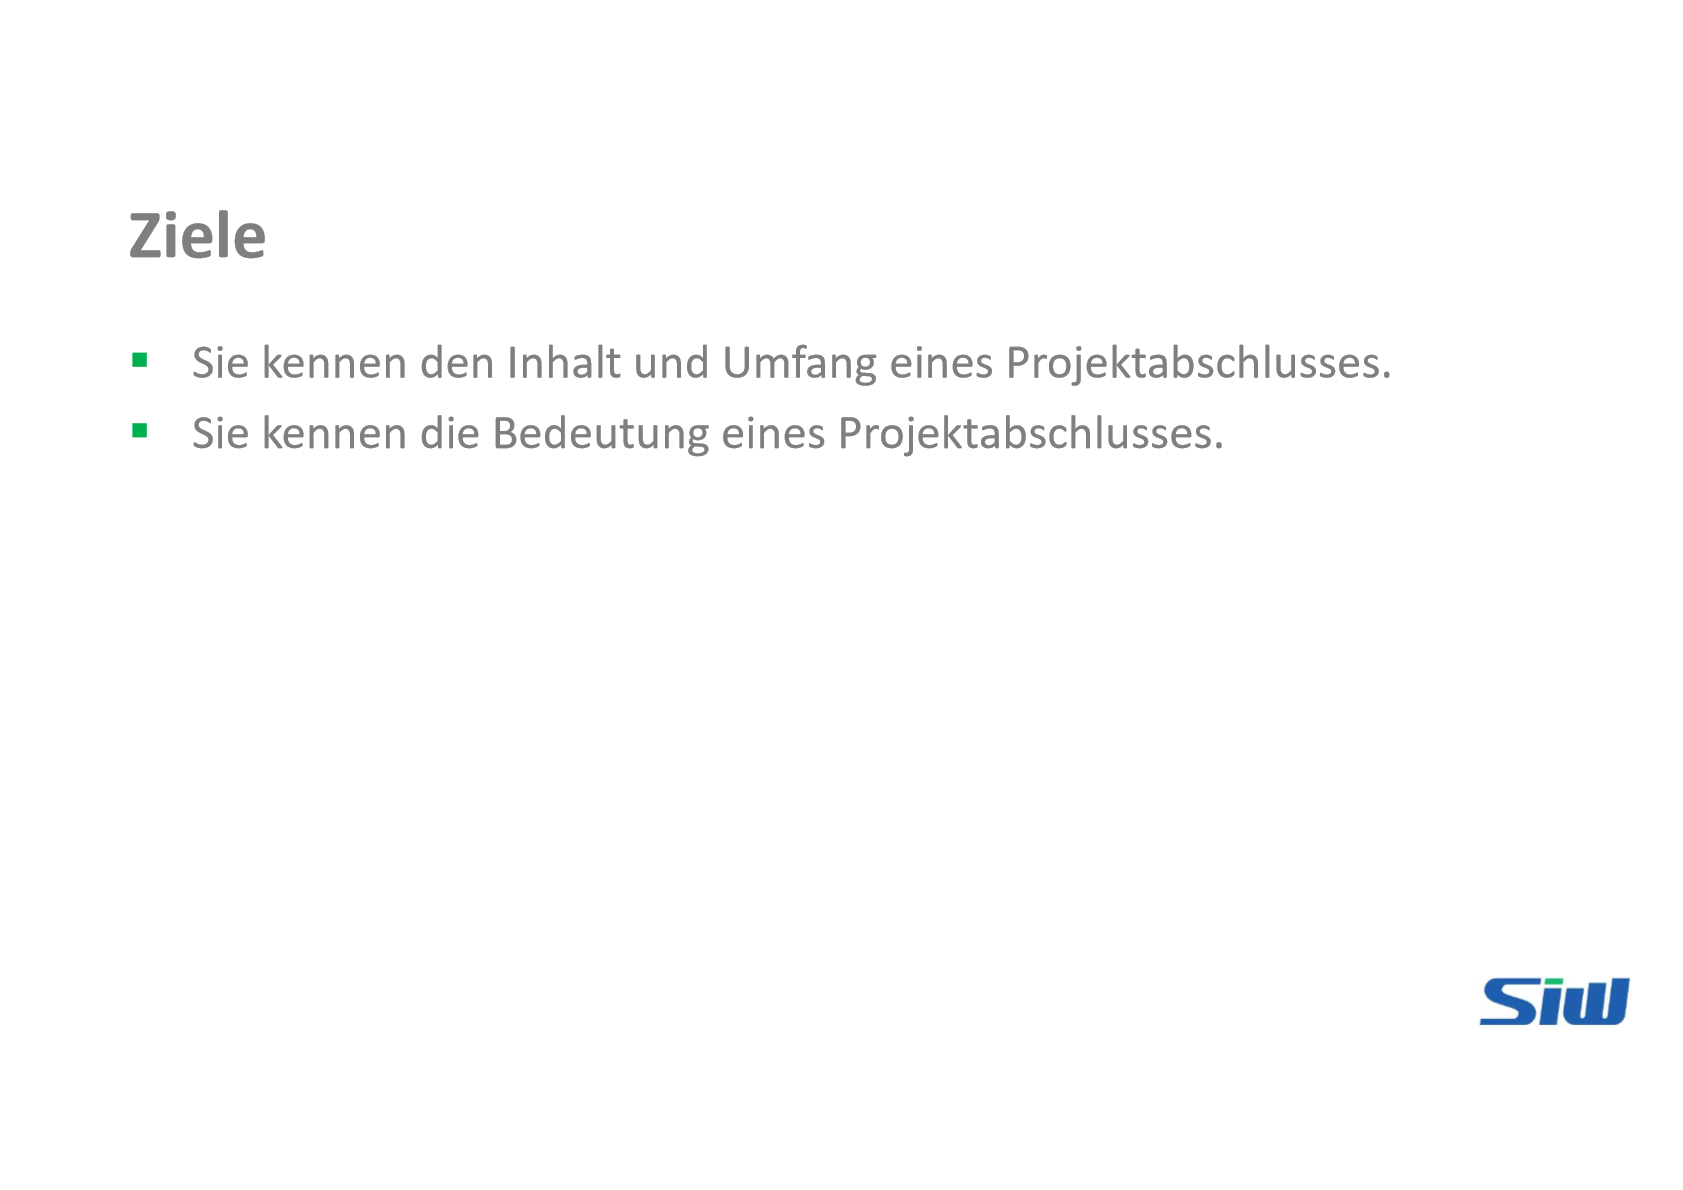 Ziele
▪ Sie kennen den Inhalt und Umfang eines Projektabschlusses.
▪ Sie kennen die Bedeutung eines Projektabschlusses.
Siw